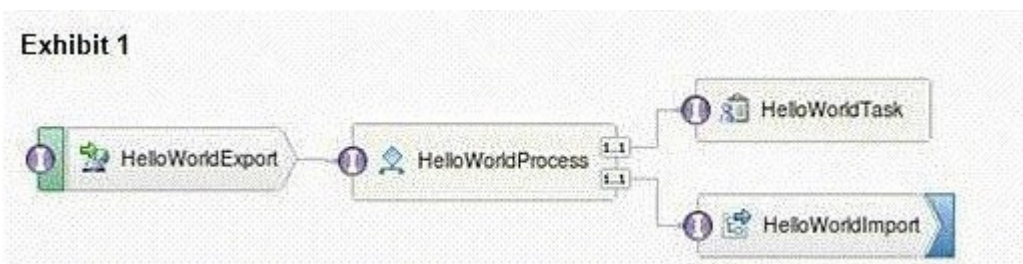 Exhibit 1
HelloWorldExport
HelloWorldProcess
1..1
1..1
HelloWorldTask
HelloWorldImport